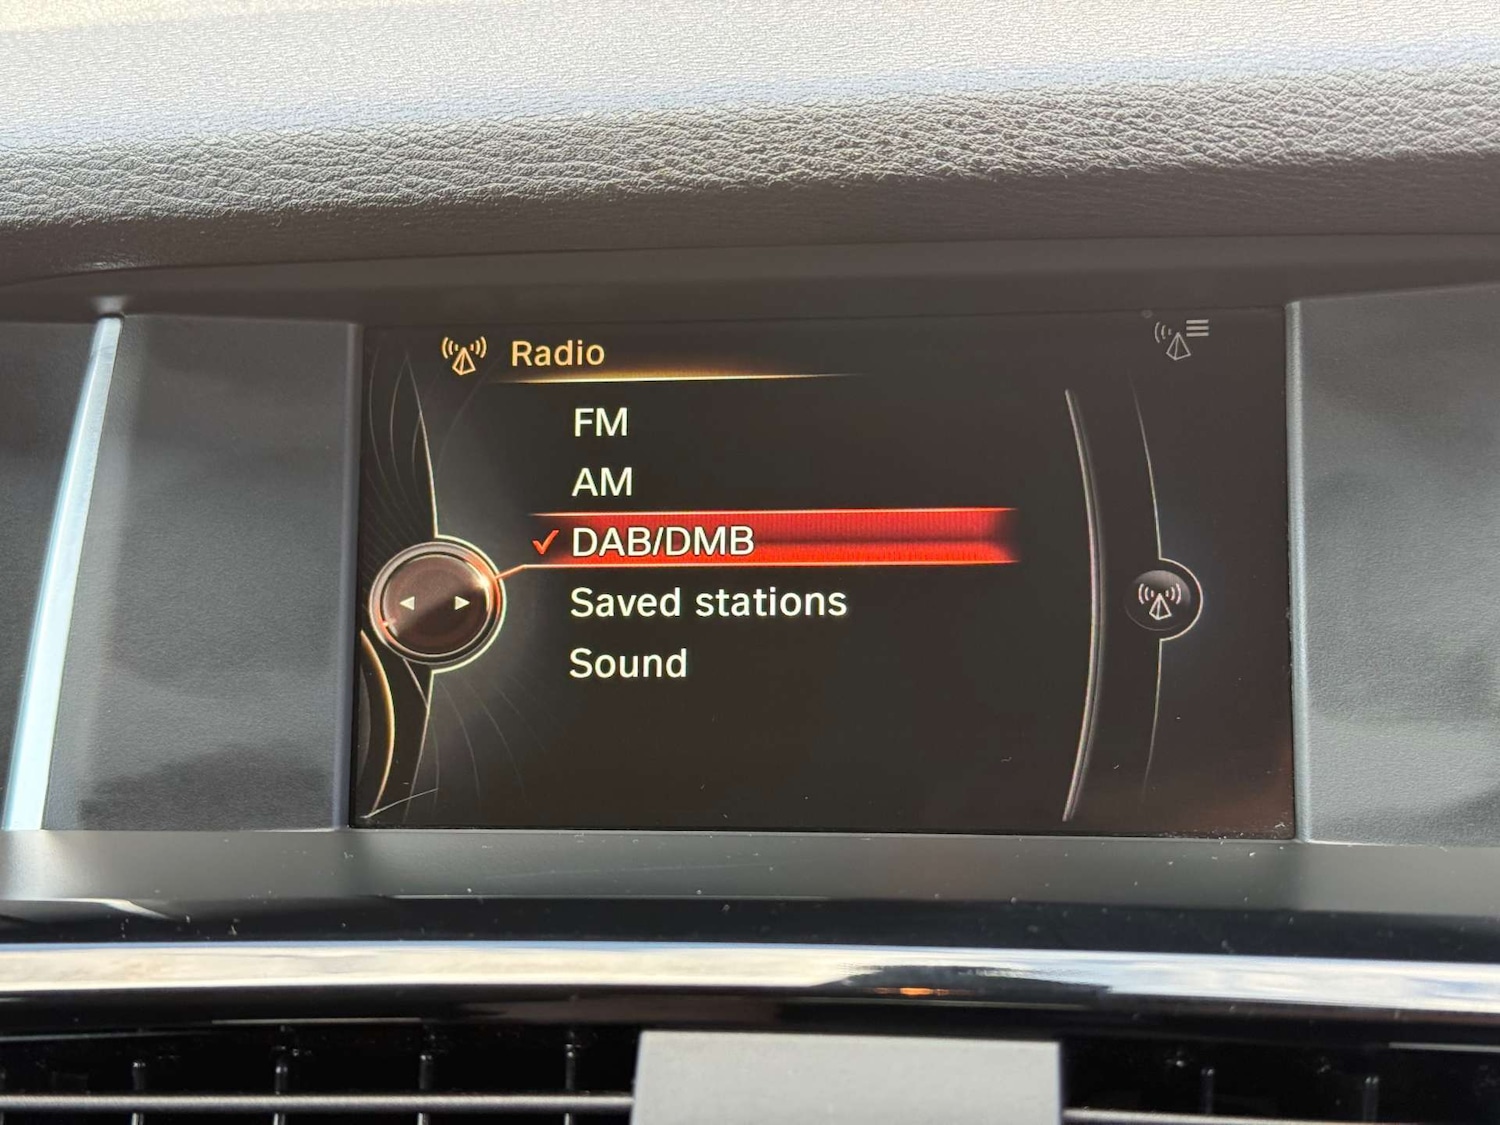 Radio
FM
AM
DAB/DMB
Saved stations
Sound